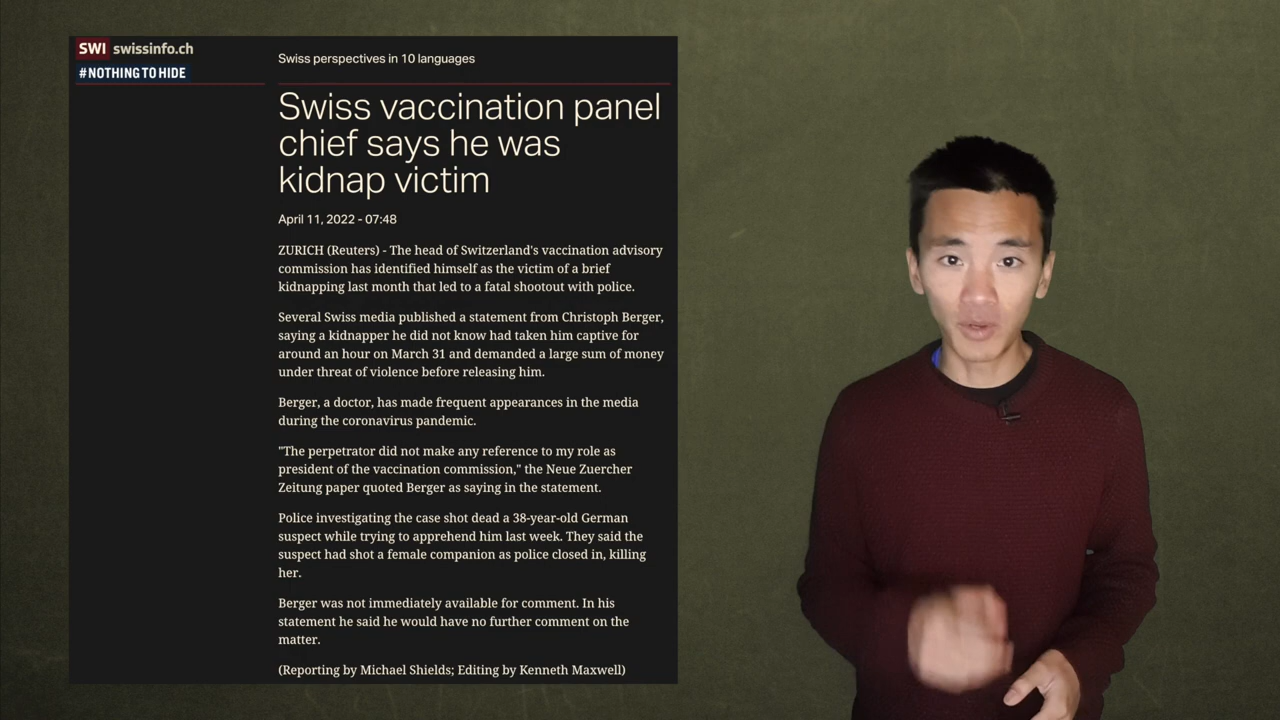 SWI swissinfo.ch
#NOTHING TO HIDE
Swiss perspectives in 10 languages
Swiss vaccination panel
chief says he was
kidnap victim
April 11, 2022 - 07:48
ZURICH (Reuters) - The head of Switzerland's vaccination advisory
commission has identified himself as the victim of a brief
kidnapping last month that led to a fatal shootout with police.
Several Swiss media published a statement from Christoph Berger,
saying a kidnapper he did not know had taken him captive for
around an hour on March 31 and demanded a large sum of money
under threat of violence before releasing him.
Berger, a doctor, has made frequent appearances in the media
during the coronavirus pandemic.
"The perpetrator did not make any reference to my role as
president of the vaccination commission," the Neue Zuercher
Zeitung paper quoted Berger as saying in the statement.
Police investigating the case shot dead a 38-year-old German
suspect while trying to apprehend him last week. They said the
suspect had shot a female companion as police closed in, killing
her.
Berger was not immediately available for comment. In his
statement he said he would have no further comment on the
matter.
(Reporting by Michael Shields; Editing by Kenneth Maxwell)